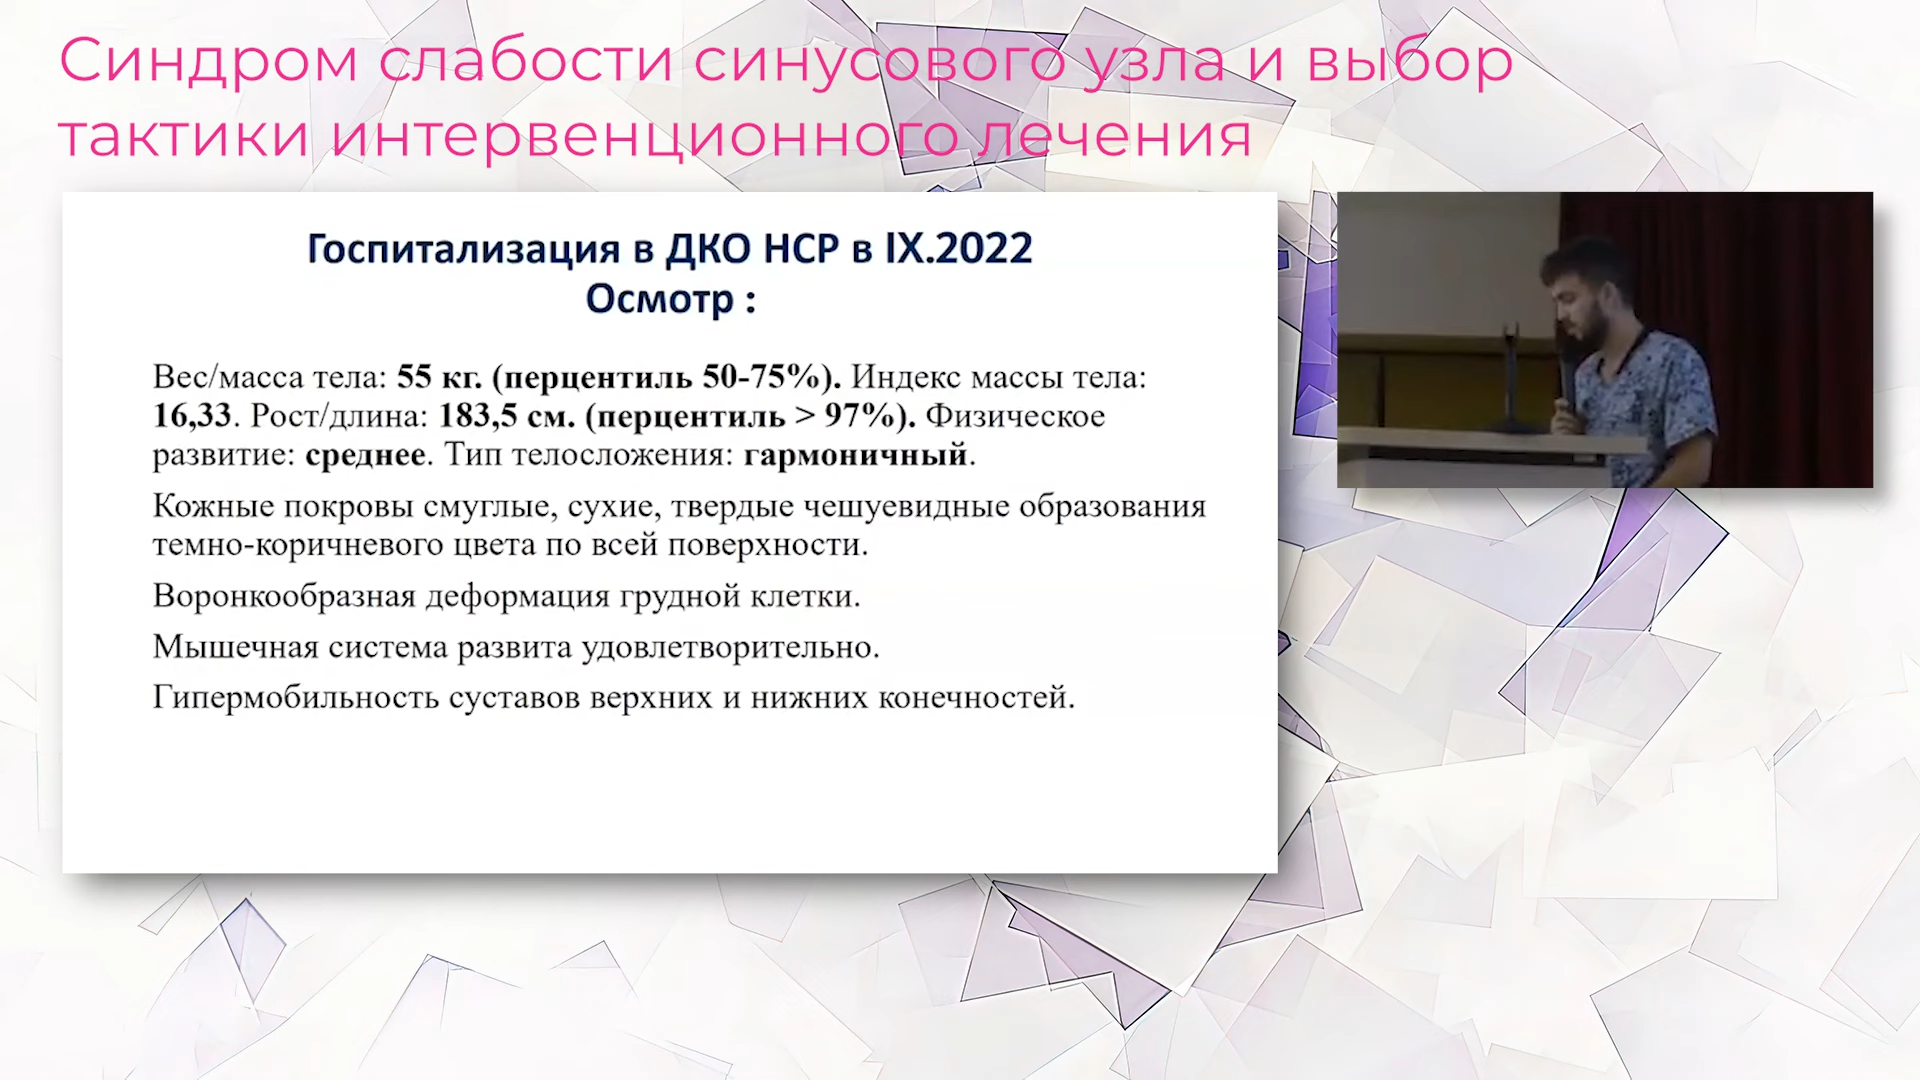 Синдром слабости синусового узла и выбор
тактики интервенционного лечения
Госпитализация в ДКО НСР в IX.2022
Осмотр :
Вес/масса тела: 55 кг. (перцентиль 50-75%). Индекс массы тела:
16,33. Рост/длина: 183,5 см. (перцентиль > 97%). Физическое
развитие: среднее. Тип телосложения: гармоничный.
Кожные покровы смуглые, сухие, твердые чешуевидные образования
темно-коричневого цвета по всей поверхности.
Воронкообразная деформация грудной клетки.
Мышечная система развита удовлетворительно.
Гипермобильность суставов верхних и нижних конечностей.